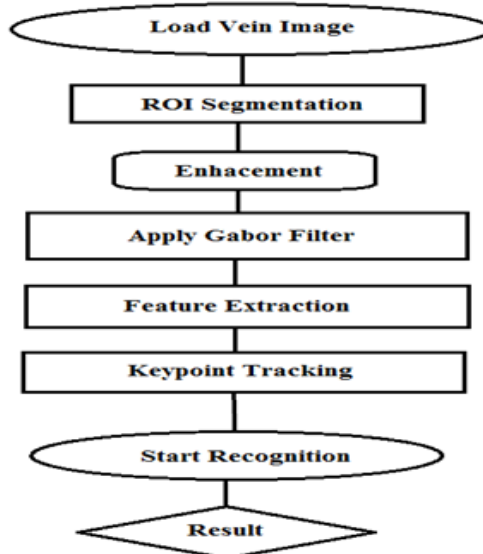 Load Vein Image
ROI Segmentation
Enhacement
Apply Gabor Filter
Feature Extraction
Keypoint Tracking
Start Recognition
Result